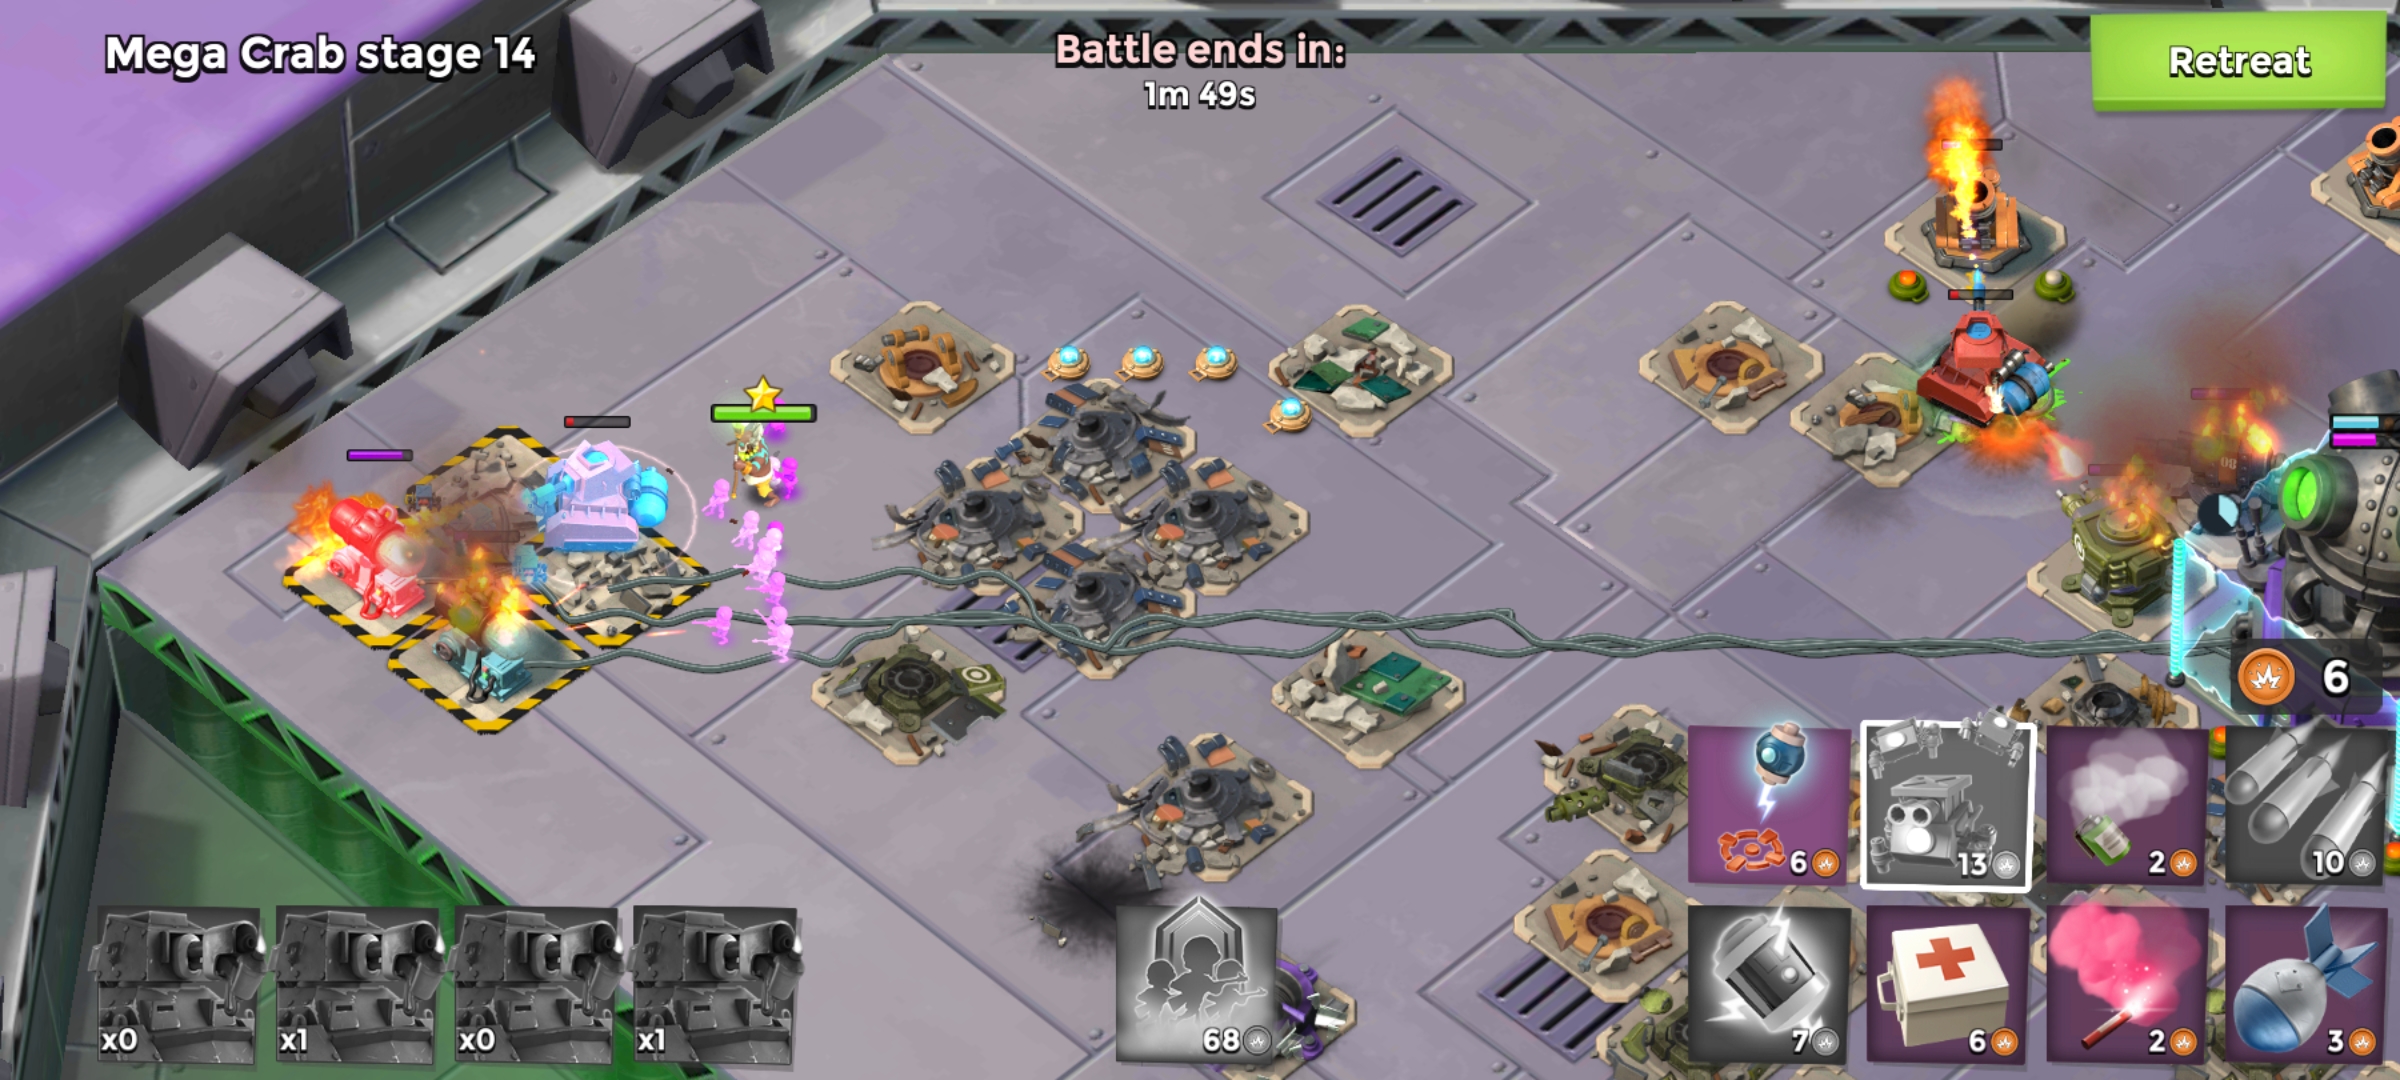 Mega Crab stage 14
Battle ends in:
1m 49s
Retreat
6
6
13
2
10
x0
x1
x0
x1
68
7
6
2
3